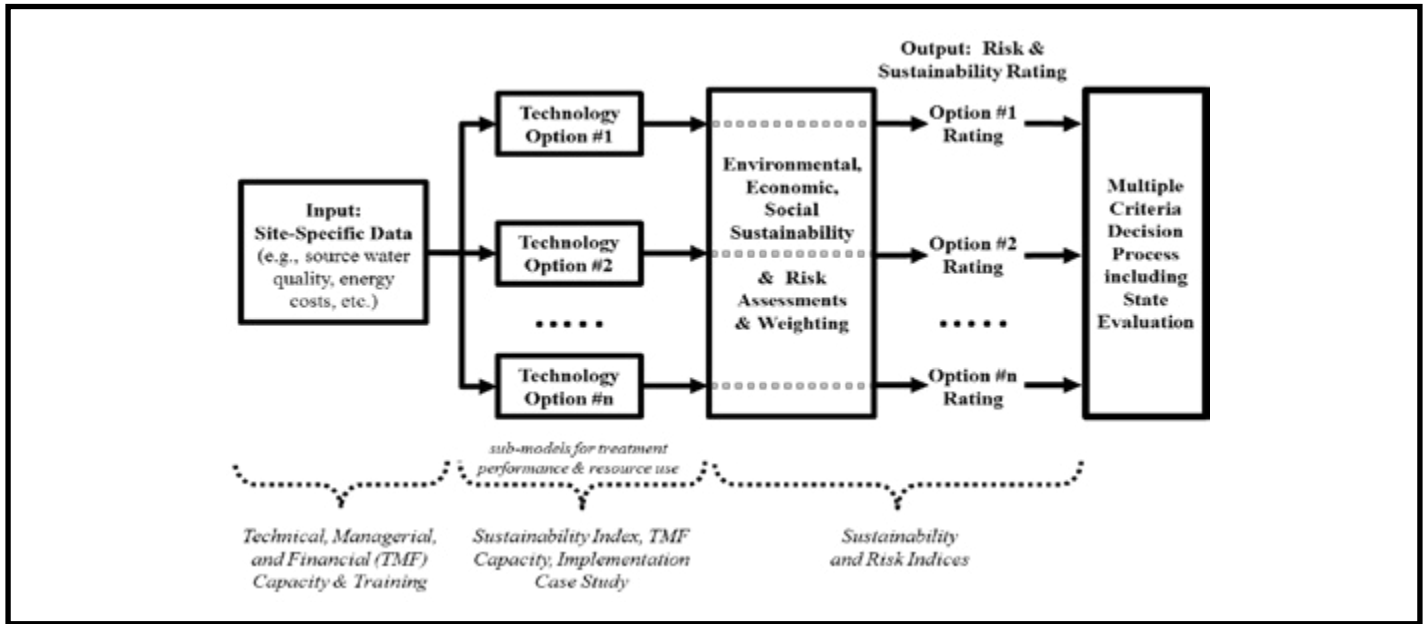 Output: Risk &
Sustainability Rating
Input:
Site-Specific Data
(e.g., source water
quality, energy
costs, etc.)
Technology
Option #1
Technology
Option #2
• • • • •
Technology
Option #n
sub-models for treatment
performance & resource use
Environmental,
Economic,
Social
Sustainability
& Risk
Assessments
& Weighting
Option #1
Rating
Option #2
Rating
• • • • •
Option #n
Rating
Multiple
Criteria
Decision
Process
including
State
Evaluation
Technical, Managerial,
and Financial (TMF)
Capacity & Training
Sustainability Index, TMF
Capacity, Implementation
Case Study
Sustainability
and Risk Indices